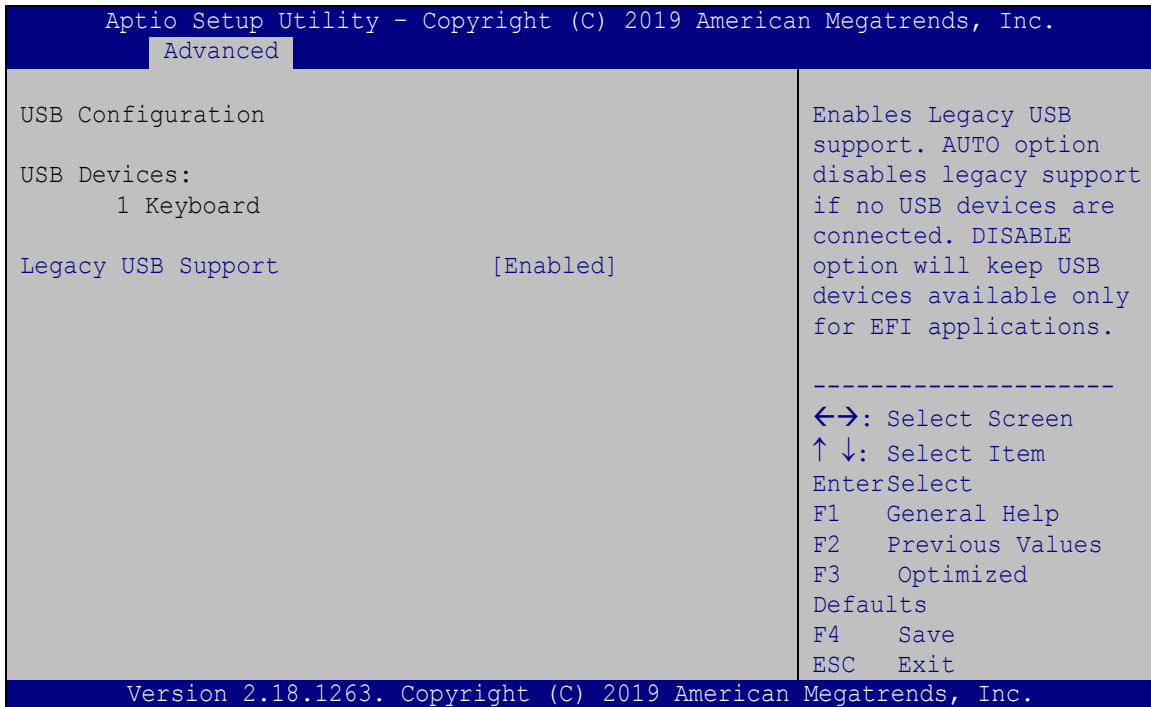 Aptio Setup Utility – Copyright (C) 2019 American Megatrends, Inc.
Advanced
USB Configuration
USB Devices:
1 Keyboard
Legacy USB Support [Enabled]
Enables Legacy USB
support. AUTO option
disables legacy support
if no USB devices are
connected. DISABLE
option will keep USB
devices available only
for EFI applications.
---------------------
←→: Select Screen
↑ ↓: Select Item
EnterSelect
F1 General Help
F2 Previous Values
F3 Optimized
Defaults
F4 Save
ESC Exit
Version 2.18.1263. Copyright (C) 2019 American Megatrends, Inc.